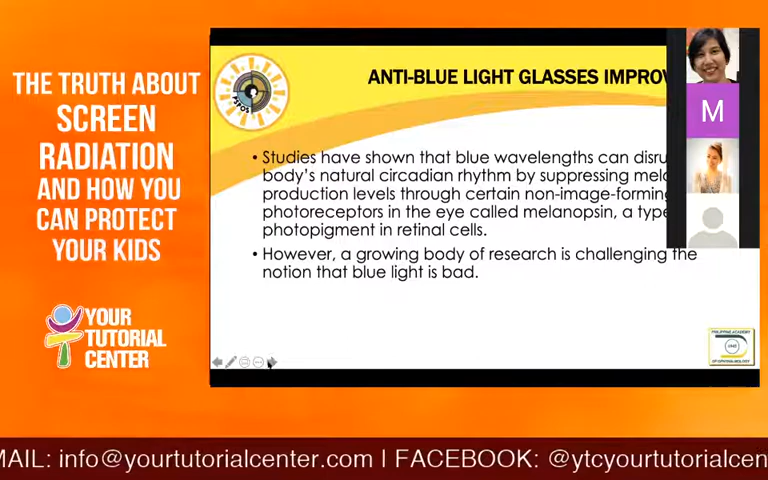 THE TRUTH ABOUT
SCREEN
RADIATION
AND HOW YOU
CAN PROTECT
YOUR KIDS
YOUR
TUTORIAL
CENTER
ANTI-BLUE LIGHT GLASSES IMPROV
M
• Studies have shown that blue wavelengths can disru
body's natural circadian rhythm by suppressing mela
production levels through certain non-image-forming
photoreceptors in the eye called melanopsin, a type
photopigment in retinal cells.
• However, a growing body of research is challenging the
notion that blue light is bad.
PHILIPPINE ACADEMY
MAIL: info@yourtutorialcenter.com | FACEBOOK: @ytcyourtutorialcen